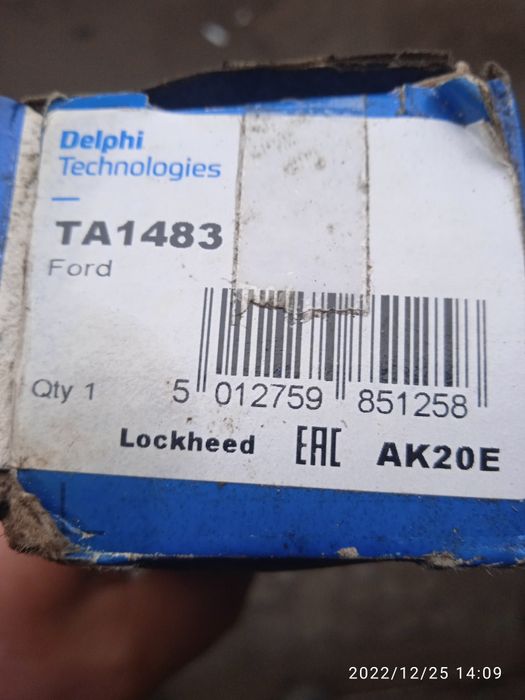 Delphi
Technologies
TA1483
Ford
Qty 1
5 012759 851258
Lockheed EAC AK20E
2022/12/25 14:09